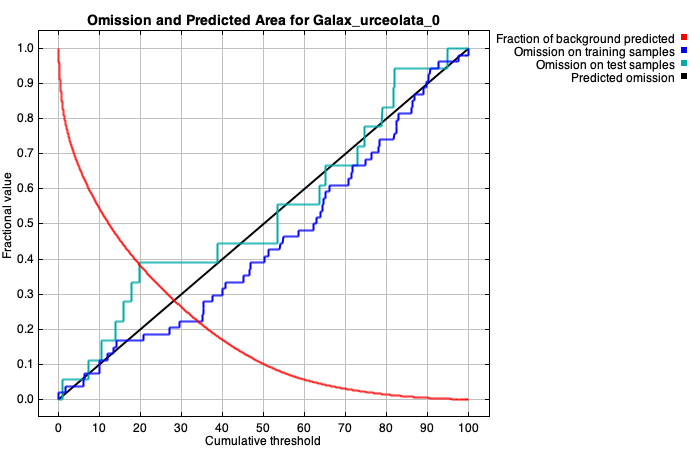 Omission and Predicted Area for Galax_urceolata_0
Fraction of background predicted
Omission on training samples
Omission on test samples
Predicted omission
Fractional value
1.0
0.9
0.8
0.7
0.6
0.5
0.4
0.3
0.2
0.1
0.0
0 10 20 30 40 50 60 70 80 90 100
Cumulative threshold